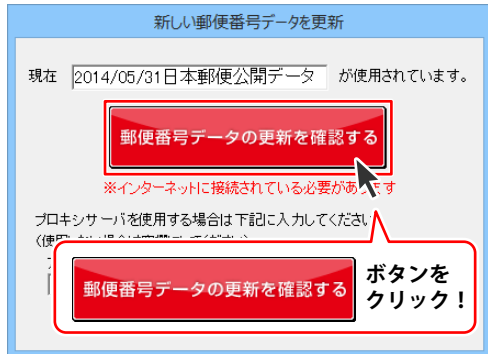 新しい郵便番号データを更新
現在 2014/05/31日本郵便公開データ が使用されています。
郵便番号データの更新を確認する
※インターネットに接続されている必要があります
プロキシサーバを使用する場合は下記に入力してください
(使
郵便番号データの更新を確認する
ボタンを
クリック！